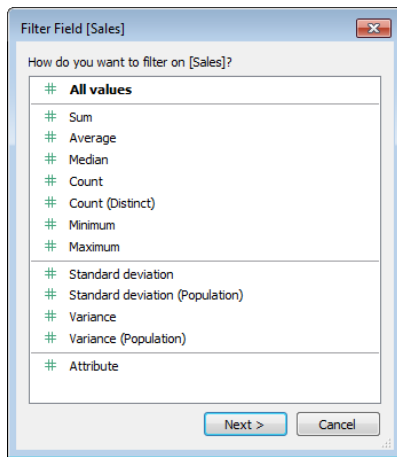 Filter Field [Sales]
How do you want to filter on [Sales]?
# All values
# Sum
# Average
# Median
# Count
# Count (Distinct)
# Minimum
# Maximum
# Standard deviation
# Standard deviation (Population)
# Variance
# Variance (Population)
# Attribute
Next > Cancel